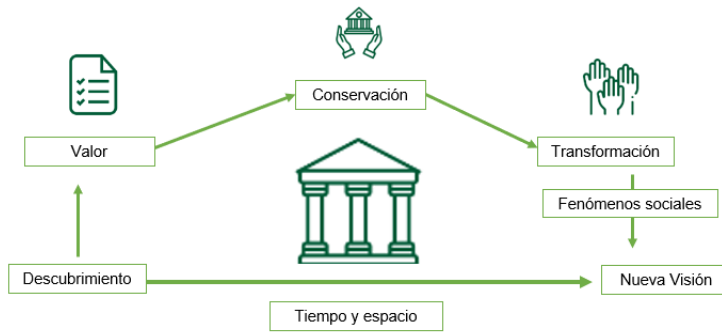 Conservación
Valor
Transformación
Fenómenos sociales
Descubrimiento
Nueva Visión
Tiempo y espacio